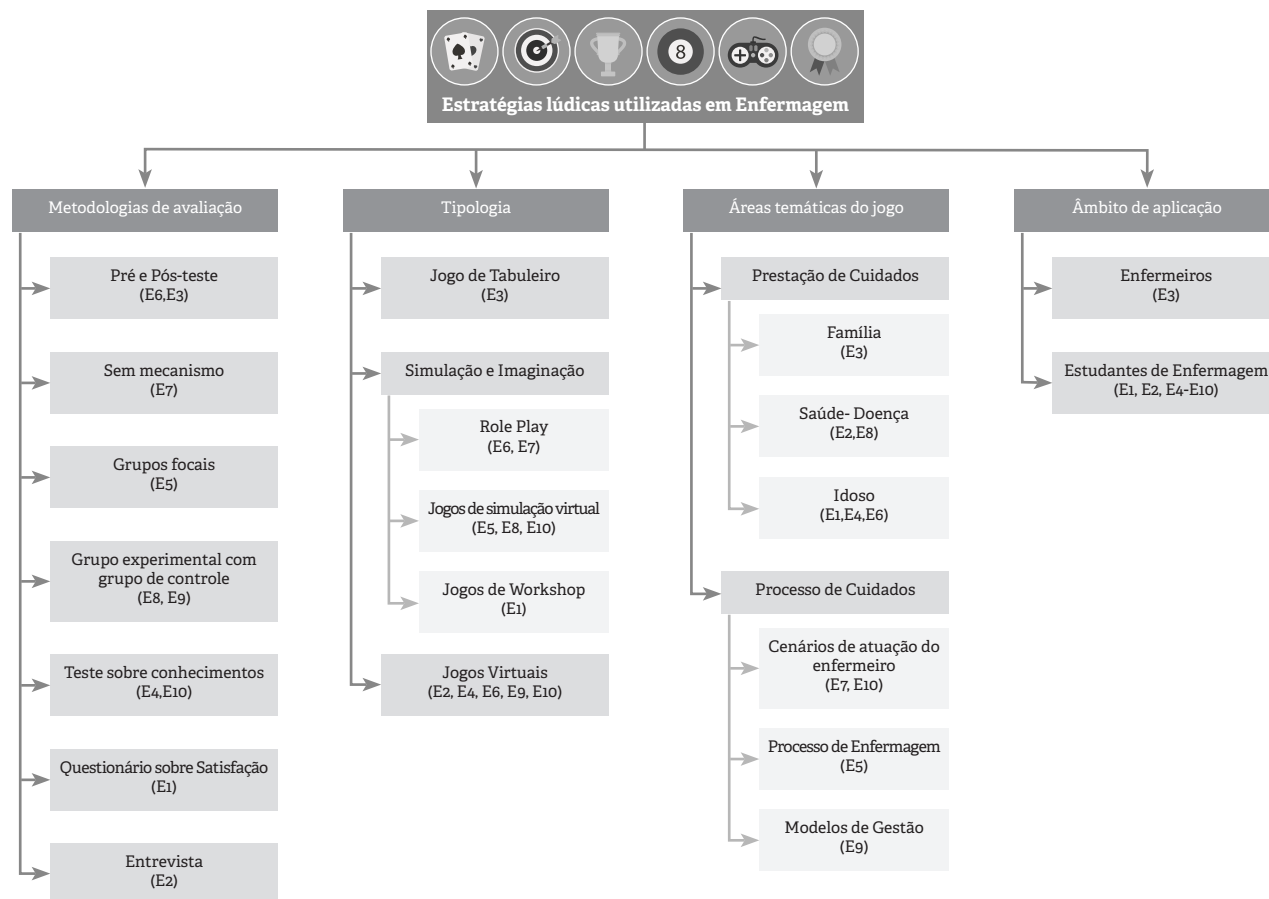 8
Estratégias lúdicas utilizadas em Enfermagem
Metodologias de avaliação
Pré e Pós-teste
(E6,E3)
Sem mecanismo
(E7)
Grupos focais
(E5)
Grupo experimental com
grupo de controle
(E8, E9)
Teste sobre conhecimentos
(E4,E10)
Questionário sobre Satisfação
(E1)
Entrevista
(E2)
Tipologia
Jogo de Tabuleiro
(E3)
Simulação e Imaginação
Role Play
(E6, E7)
Jogos de simulação virtual
(E5, E8, E10)
Jogos de Workshop
(E1)
Jogos Virtuais
(E2, E4, E6, E9, E10)
Áreas temáticas do jogo
Prestação de Cuidados
Família
(E3)
Saúde- Doença
(E2,E8)
Idoso
(E1,E4,E6)
Processo de Cuidados
Cenários de atuação do
enfermeiro
(E7, E10)
Processo de Enfermagem
(E5)
Modelos de Gestão
(E9)
Âmbito de aplicação
Enfermeiros
(E3)
Estudantes de Enfermagem
(E1, E2, E4-E10)